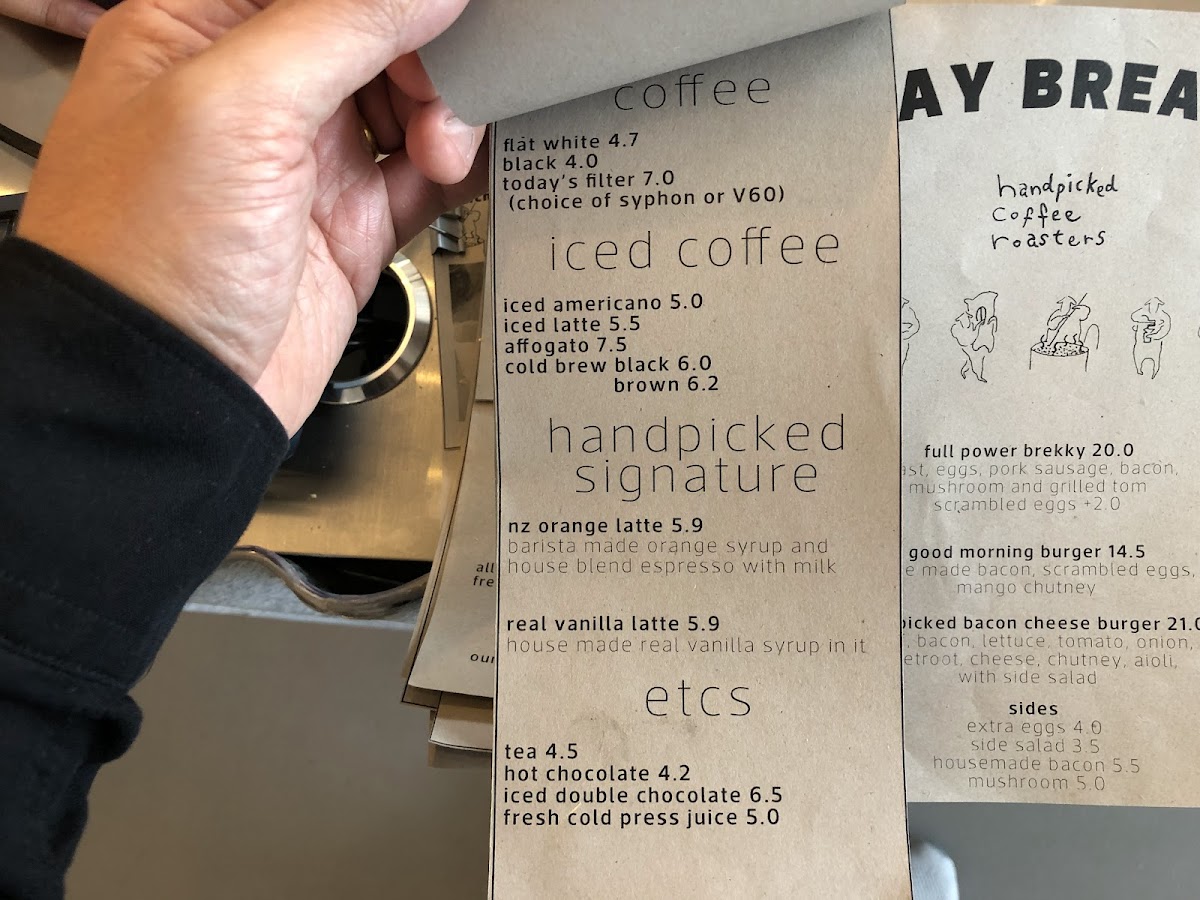 coffee
flat white 4.7
black 4.0
today's filter 7.0
(choice of syphon or V60)
iced coffee
iced americano 5.0
iced latte 5.5
affogato 7.5
cold brew black 6.0
brown 6.2
handpicked
signature
nz orange latte 5.9
barista made orange syrup and
house blend espresso with milk
real vanilla latte 5.9
house made real vanilla syrup in it
etcs
tea 4.5
hot chocolate 4.2
iced double chocolate 6.5
fresh cold press juice 5.0
all
fre
our
AY BREA
handpicked
coffee
roasters
full power brekky 20.0
ast, eggs, pork sausage, bacon,
mushroom and grilled tom
scrambled eggs +2.0
good morning burger 14.5
e made bacon, scrambled eggs,
mango chutney
picked bacon cheese burger 21.0
, bacon, lettuce, tomato, onion,
etroot, cheese, chutney, aioli,
with side salad
sides
extra eggs 4.0
side salad 3.5
housemade bacon 5.5
mushroom 5.0